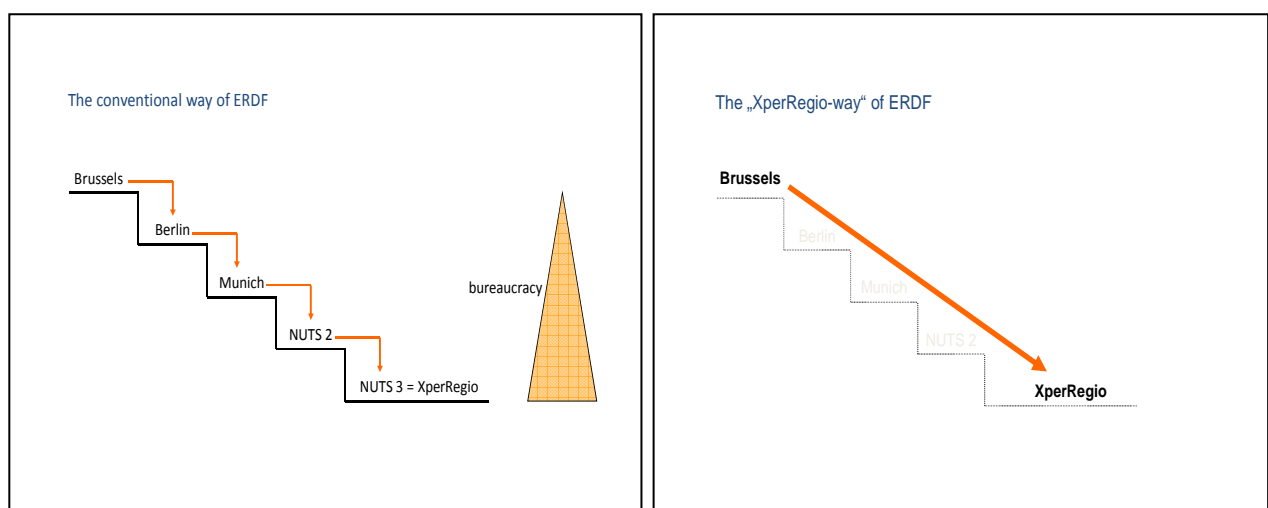 The conventional way of ERDF
Brussels
Berlin
Munich
bureaucracy
NUTS 2
NUTS 3 = XperRegio
The „XperRegio-way“ of ERDF
Brussels
Berlin
Munich
NUTS 2
XperRegio